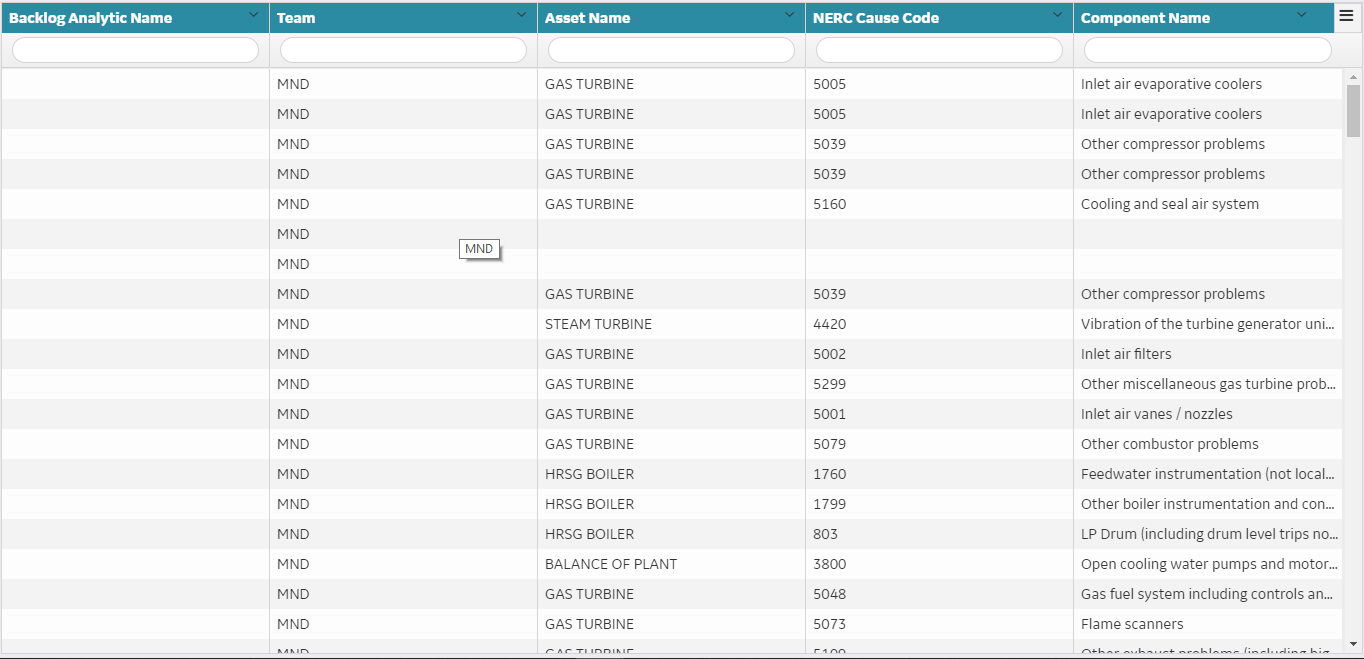 Backlog Analytic Name Team Asset Name NERC Cause Code Component Name
MND GAS TURBINE 5005 Inlet air evaporative coolers
MND GAS TURBINE 5005 Inlet air evaporative coolers
MND GAS TURBINE 5039 Other compressor problems
MND GAS TURBINE 5039 Other compressor problems
MND GAS TURBINE 5160 Cooling and seal air system
MND
MND
MND
MND GAS TURBINE 5039 Other compressor problems
MND STEAM TURBINE 4420 Vibration of the turbine generator uni...
MND GAS TURBINE 5002 Inlet air filters
MND GAS TURBINE 5299 Other miscellaneous gas turbine prob...
MND GAS TURBINE 5001 Inlet air vanes / nozzles
MND GAS TURBINE 5079 Other combustor problems
MND HRSG BOILER 1760 Feedwater instrumentation (not local...
MND HRSG BOILER 1799 Other boiler instrumentation and con...
MND HRSG BOILER 803 LP Drum (including drum level trips no...
MND BALANCE OF PLANT 3800 Open cooling water pumps and motor...
MND GAS TURBINE 5048 Gas fuel system including controls an...
MND GAS TURBINE 5073 Flame scanners
MND GAS TURBINE Other exhaust problems (including hig...